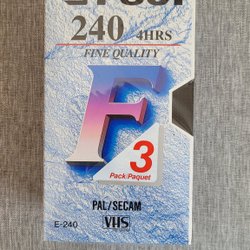 240 4HRS
FINE QUALITY
F
3
Pack/Paquet
PAL/SECAM
VHS
E-240